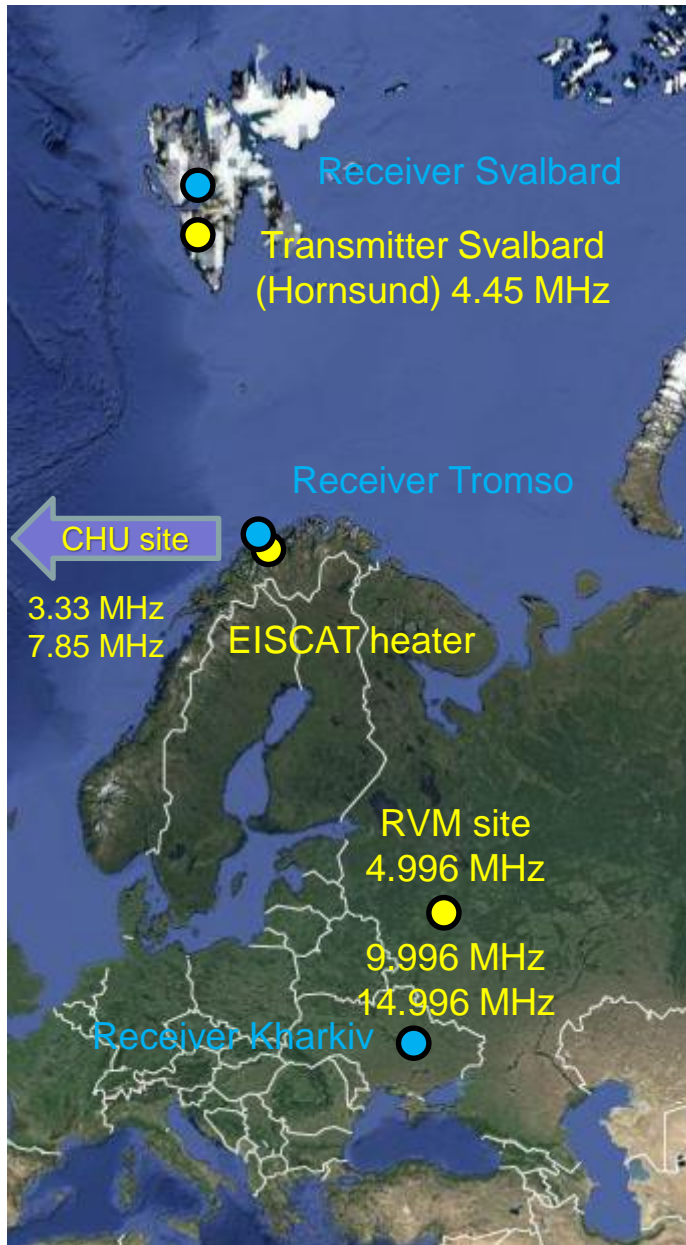 Receiver Svalbard
Transmitter Svalbard
(Hornsund) 4.45 MHz
Receiver Tromso
CHU site
3.33 MHz
7.85 MHz
EISCAT heater
RVM site
4.996 MHz
9.996 MHz
14.996 MHz
Receiver Kharkiv